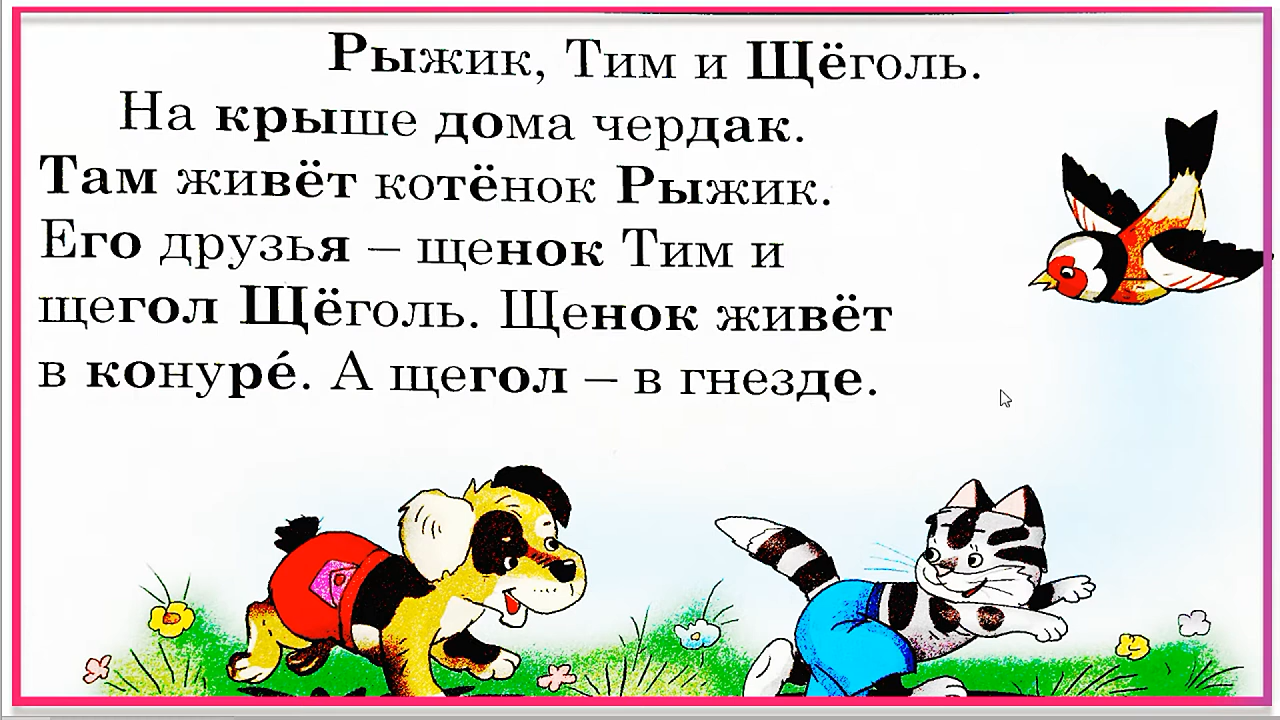 Рыжик, Тим и Щёголь.
На крыше дома чердак.
Там живёт котёнок Рыжик.
Его друзья – щенок Тим и
щегол Щёголь. Щенок живёт
в конуре́. А щегол – в гнезде.